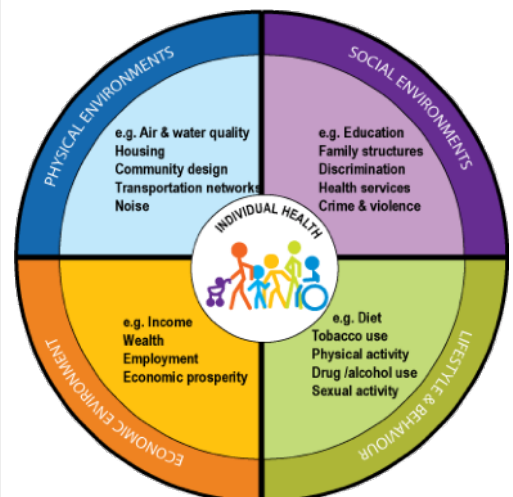 PHYSICAL ENVIRONMENTS
e.g. Air & water quality
Housing
Community design
Transportation networks
Noise
SOCIAL ENVIRONMENTS
e.g. Education
Family structures
Discrimination
Health services
Crime & violence
INDIVIDUAL HEALTH
ECONOMIC ENVIRONMENT
e.g. Income
Wealth
Employment
Economic prosperity
LIFESTYLE & BEHAVIOUR
e.g. Diet
Tobacco use
Physical activity
Drug /alcohol use
Sexual activity